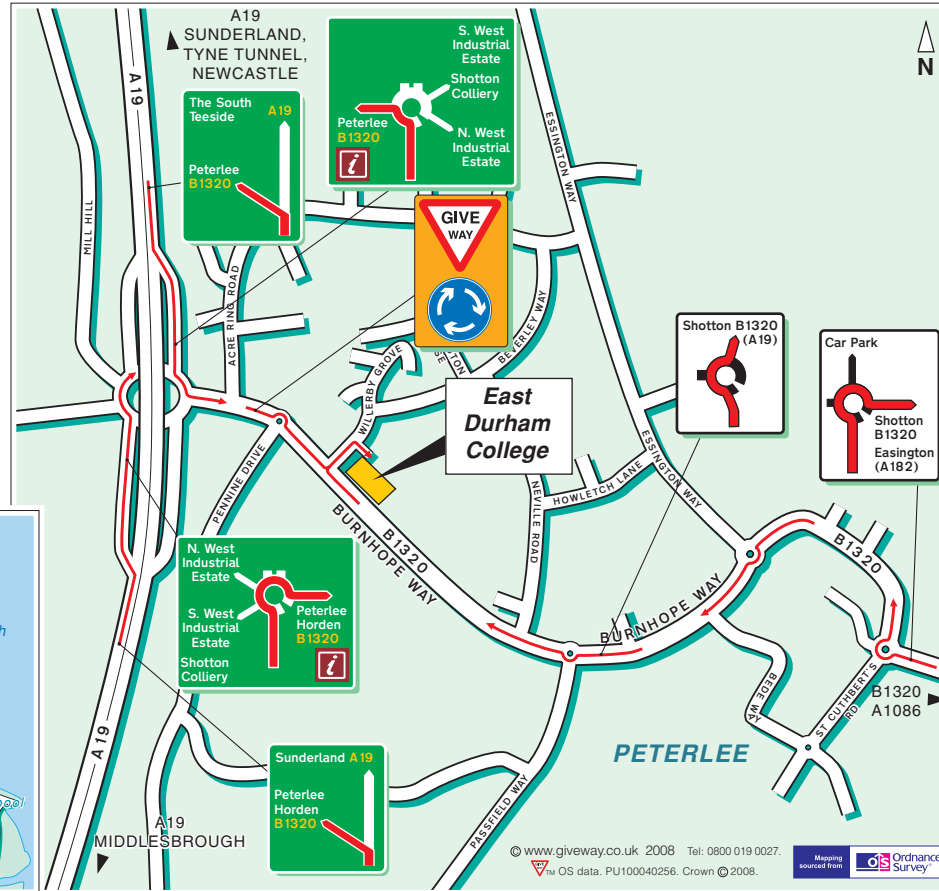 A19
SUNDERLAND,
TYNE TUNNEL,
NEWCASTLE
N
A19
The South
Teeside
A19
Peterlee
B1320
S. West
Industrial
Estate
Shotton
Colliery
Peterlee
B1320
i
N. West
Industrial
Estate
ESSINGTON WAY
MILL HILL
GIVE
WAY
ACRE RING ROAD
BEVERLEY WAY
WILLERBY GROVE
Shotton B1320
(A19)
Car Park
Shotton
B1320
Easington
(A182)
East
Durham
College
PENNINE DRIVE
NEVILLE ROAD
HOWLETCH LANE
ESSINGTON WAY
B1320
BURNHOPE WAY
B1320
N. West
Industrial
Estate
S. West
Industrial
Estate
Shotton
Colliery
Peterlee
Horden
B1320
i
BURNHOPE WAY
BEDE WAY
ST CUTHBERT'S
RD
B1320
A1086
A19
PETERLEE
Sunderland A19
Peterlee
Horden
B1320
PASSFIELD WAY
A19
MIDDLESBROUGH
© www.giveway.co.uk 2008 Tel: 0800 019 0027.
GIVE WAY TM OS data. PU100040256. Crown © 2008.
Mapping
sourced from
OS Ordnance
Survey®